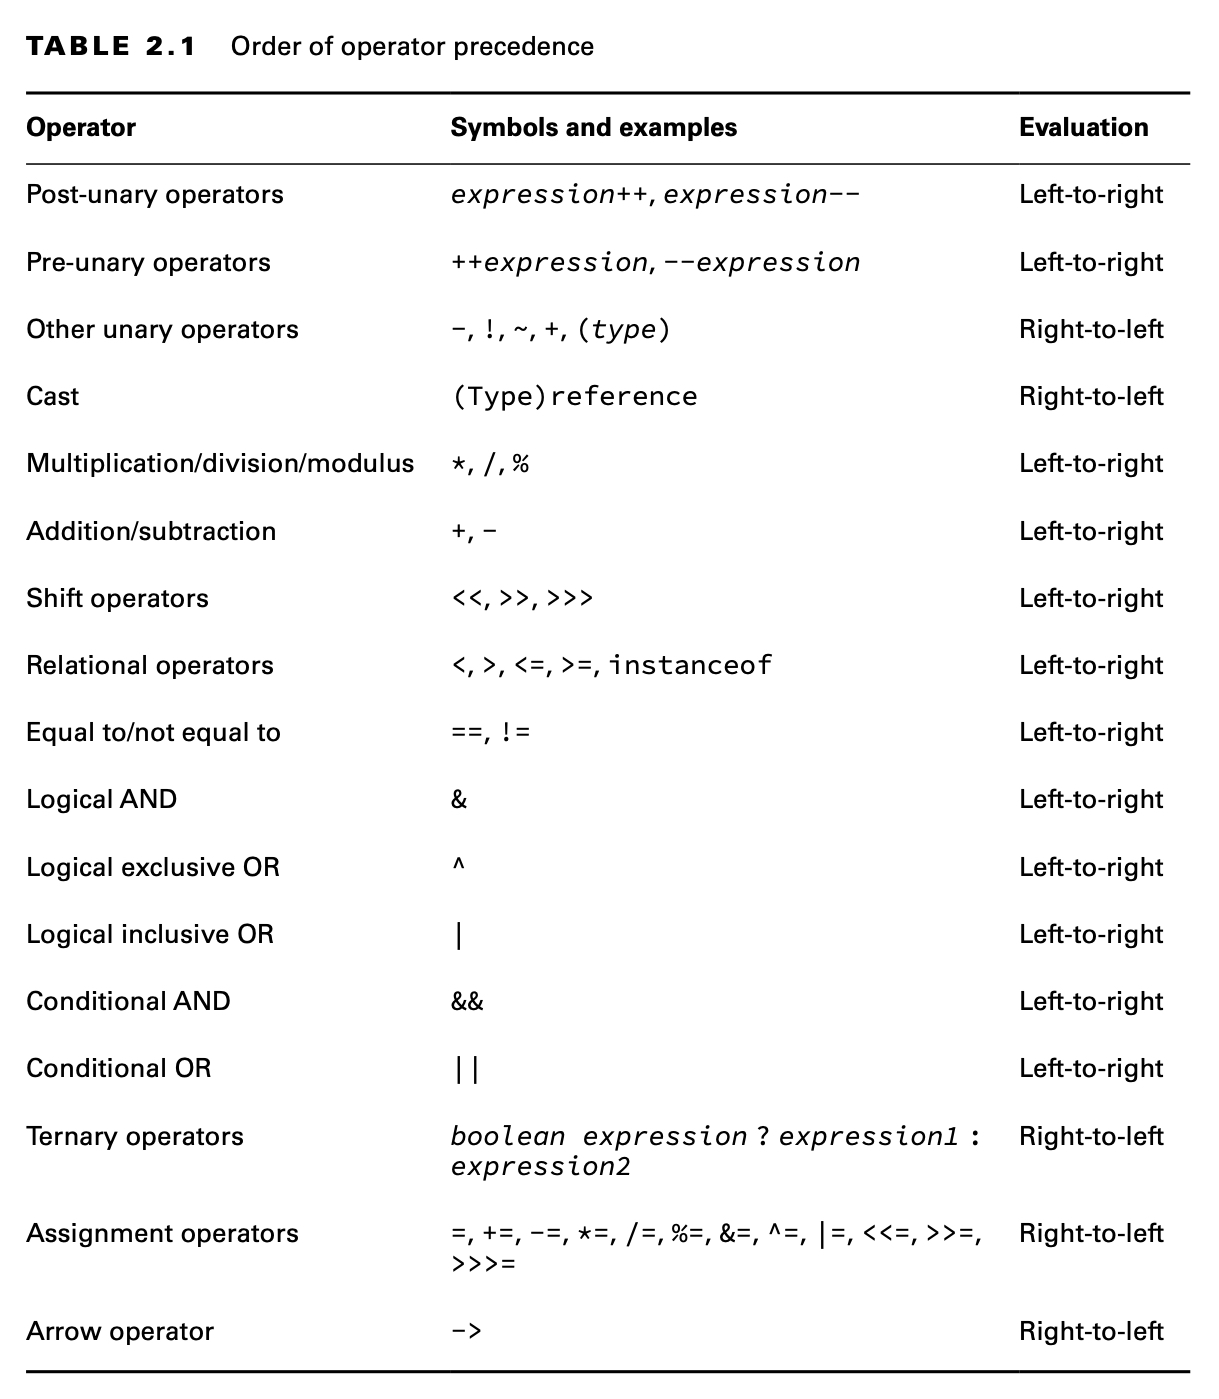 TABLE 2.1 Order of operator precedence
Operator Symbols and examples Evaluation
Post-unary operators expression++, expression-- Left-to-right
Pre-unary operators ++expression, --expression Left-to-right
Other unary operators -, !, ~, +, (type) Right-to-left
Cast (Type)reference Right-to-left
Multiplication/division/modulus *, /, % Left-to-right
Addition/subtraction +, - Left-to-right
Shift operators <<, >>, >>> Left-to-right
Relational operators <, >, <=, >=, instanceof Left-to-right
Equal to/not equal to ==, != Left-to-right
Logical AND & Left-to-right
Logical exclusive OR ^ Left-to-right
Logical inclusive OR | Left-to-right
Conditional AND && Left-to-right
Conditional OR || Left-to-right
Ternary operators boolean expression ? expression1 : Right-to-left
expression2
Assignment operators =, +=, -=, *=, /=, %=, &=, ^=, |=, <<=, >>=, Right-to-left
>>>=
Arrow operator -> Right-to-left